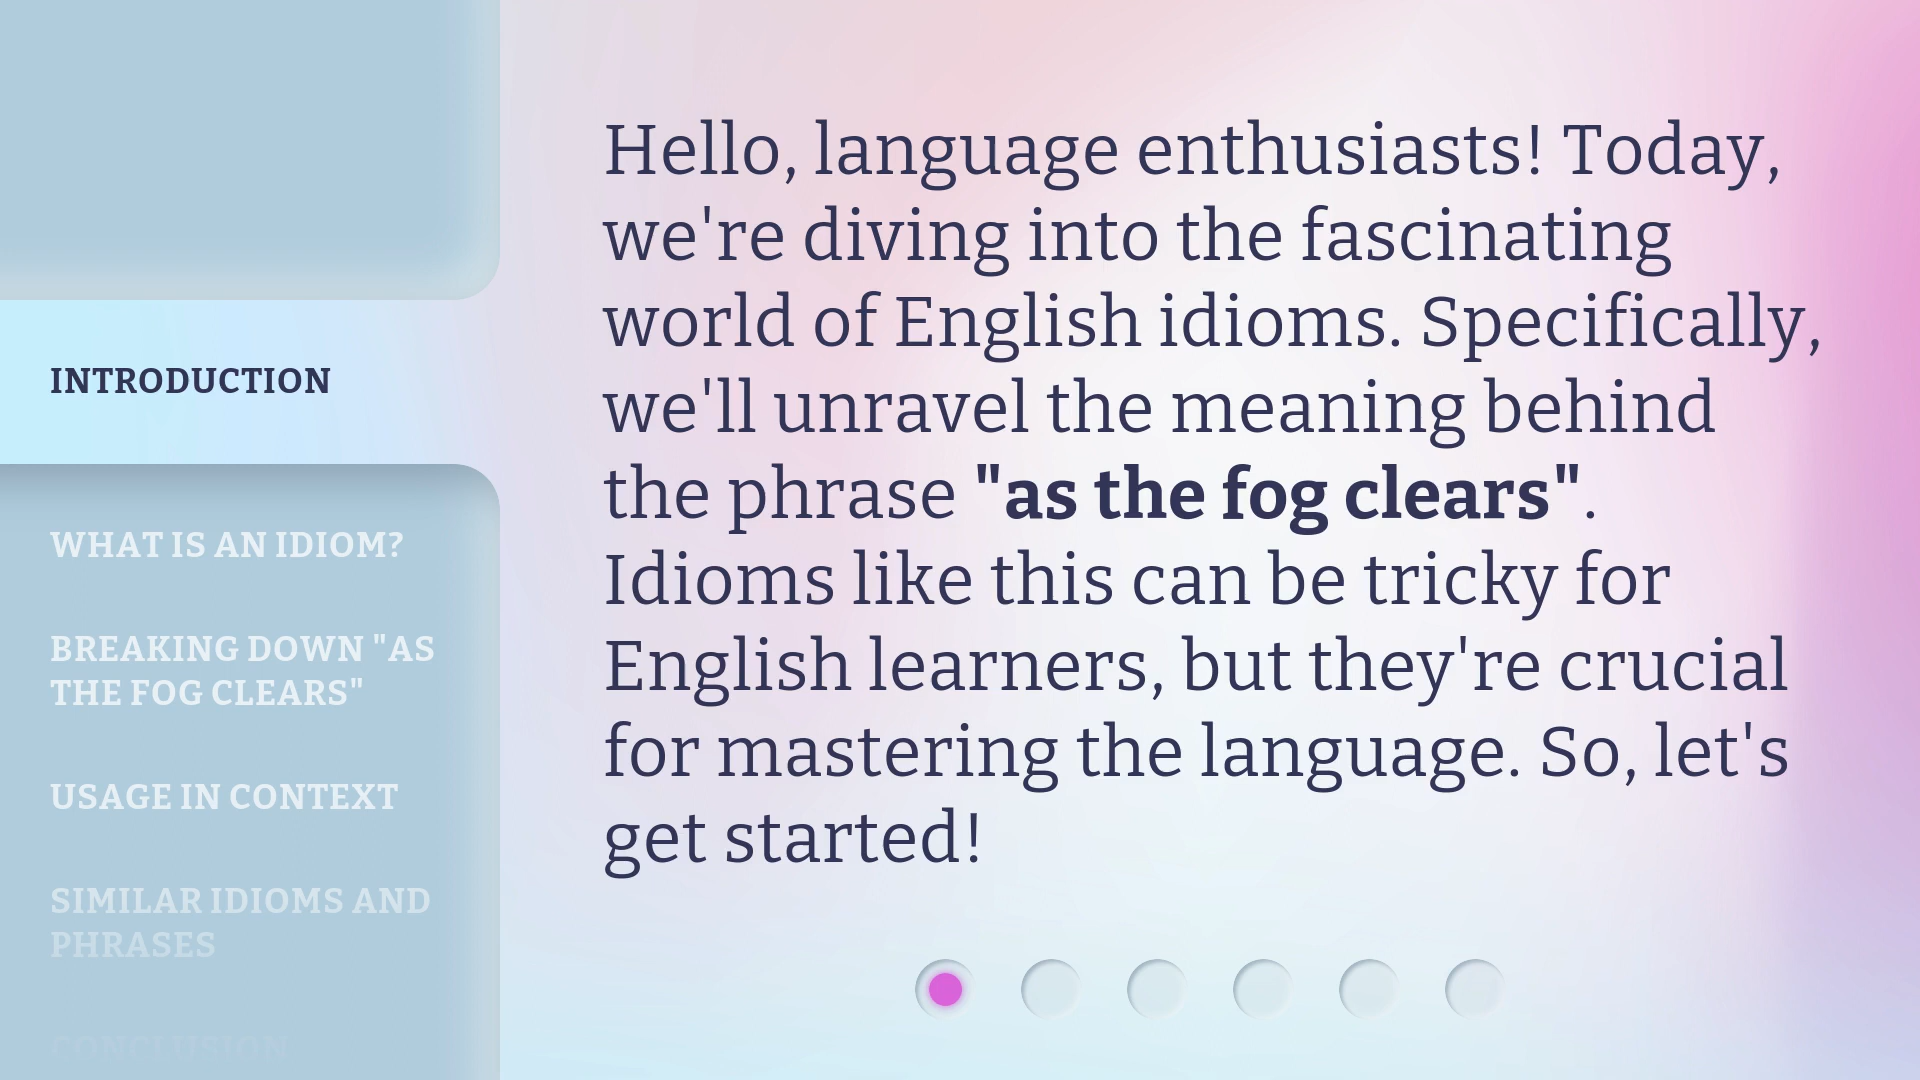 INTRODUCTION
WHAT IS AN IDIOM?
BREAKING DOWN "AS
THE FOG CLEARS"
USAGE IN CONTEXT
SIMILAR IDIOMS AND
PHRASES
CONCLUSION
Hello, language enthusiasts! Today,
we're diving into the fascinating
world of English idioms. Specifically,
we'll unravel the meaning behind
the phrase "as the fog clears".
Idioms like this can be tricky for
English learners, but they're crucial
for mastering the language. So, let's
get started!